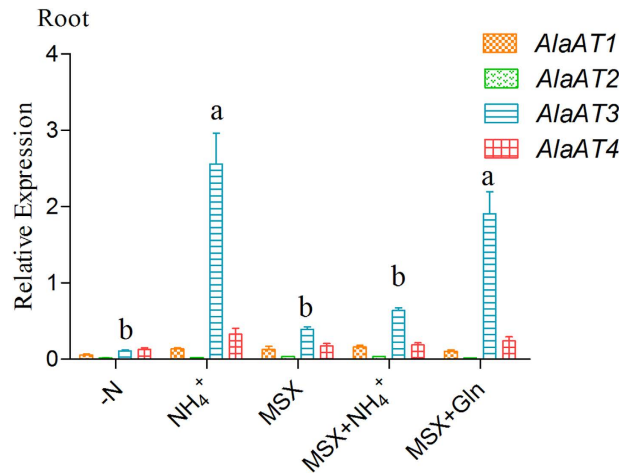 Root
Relative Expression
4
3
2
1
0
AlaAT1
AlaAT2
AlaAT3
AlaAT4
b
a
b
b
a
-N
NH₄⁺
MSX
MSX+NH₄⁺
MSX+Gln